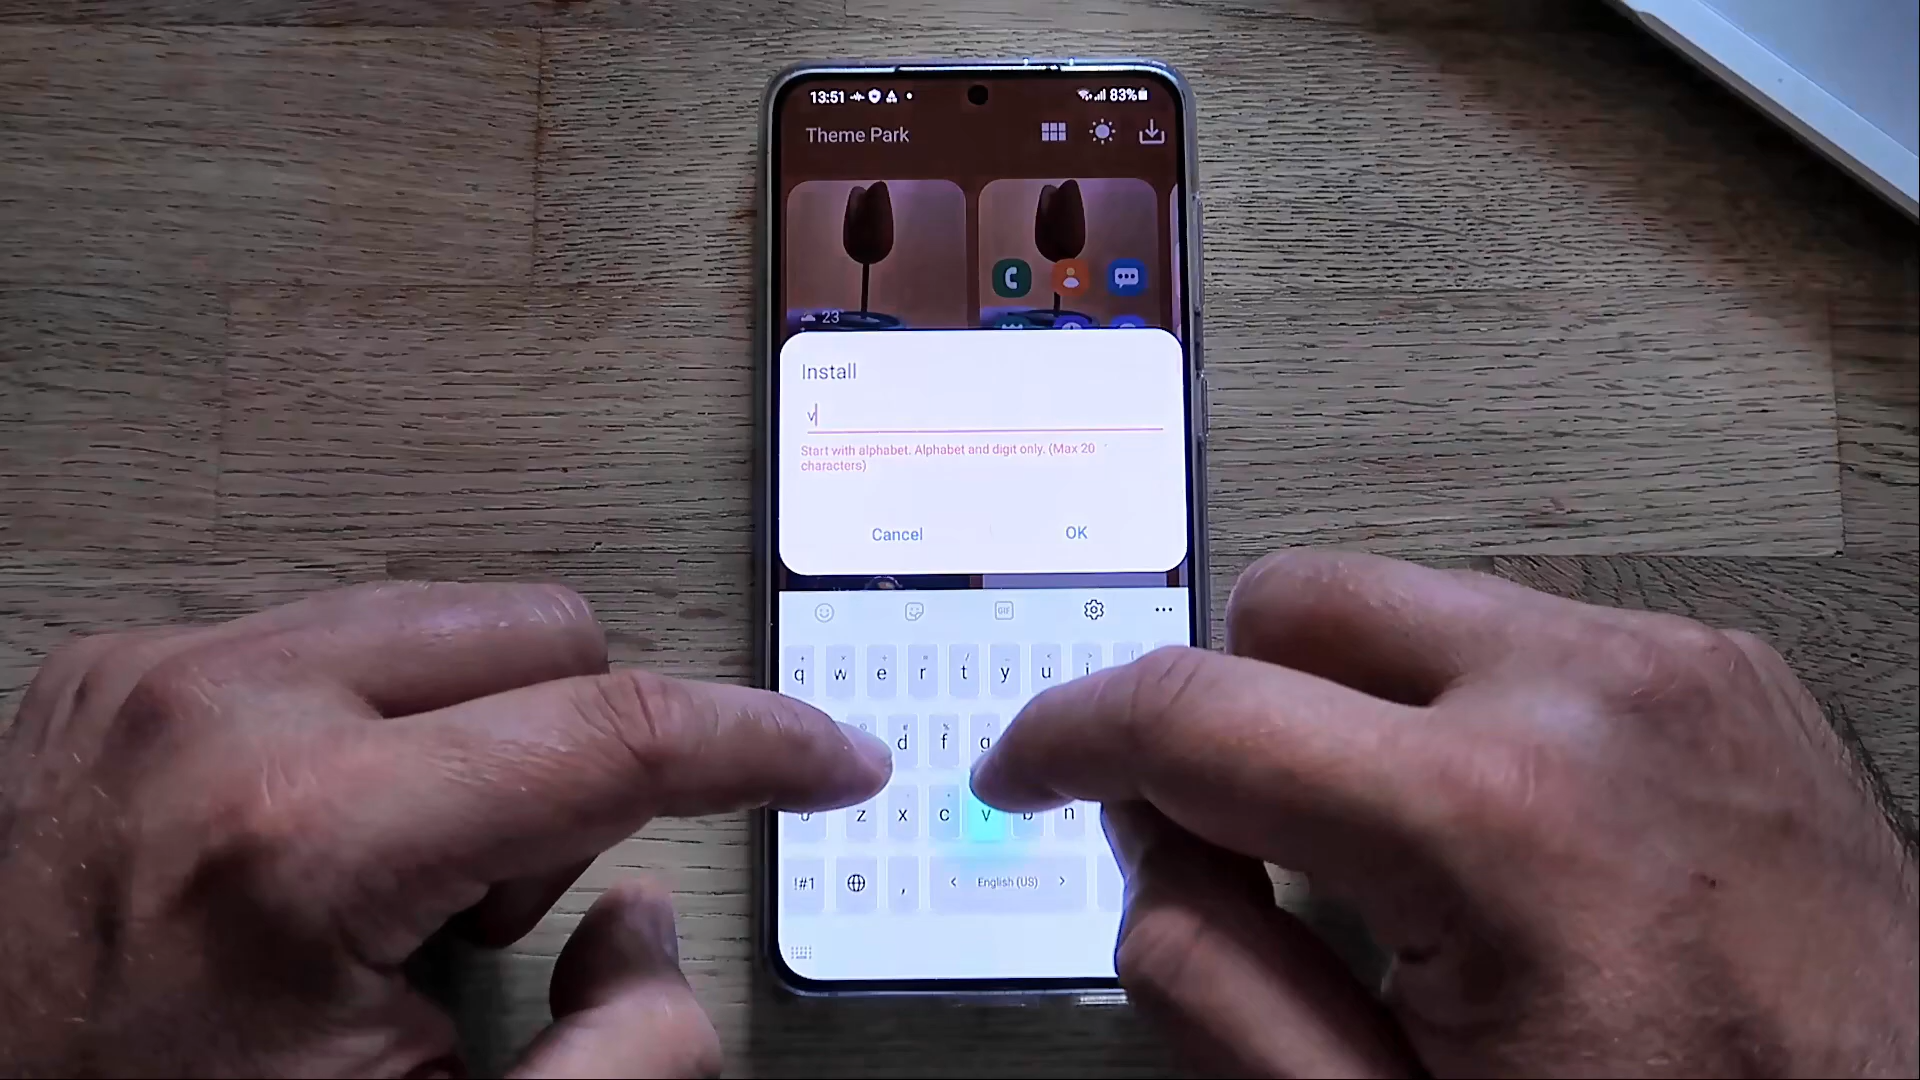 13:51 83%
Theme Park
23
Install
v
Start with alphabet. Alphabet and digit only. (Max 20
characters)
Cancel OK
GIF
q w e r t y u i
d f g
z x c v b n
!#1 , < English (US) >